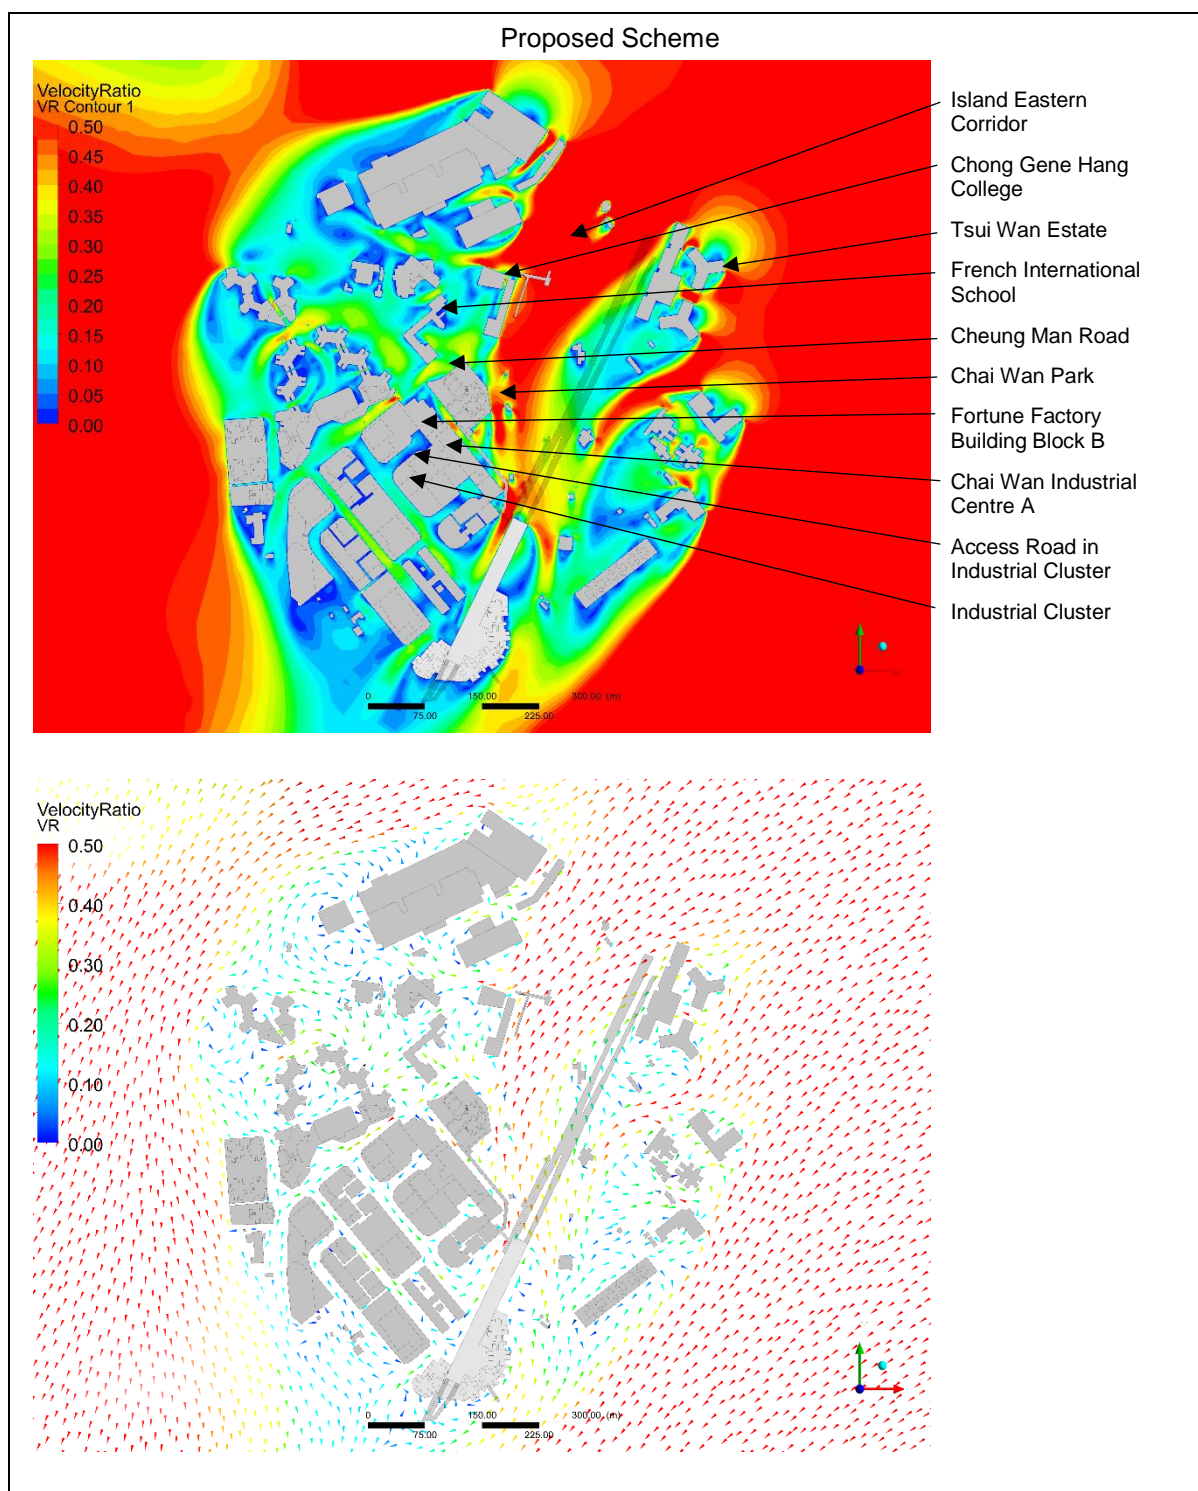 Proposed Scheme
VelocityRatio
VR Contour 1
0.50
0.45
0.40
0.35
0.30
0.25
0.20
0.15
0.10
0.05
0.00
Island Eastern
Corridor
Chong Gene Hang
College
Tsui Wan Estate
French International
School
Cheung Man Road
Chai Wan Park
Fortune Factory
Building Block B
Chai Wan Industrial
Centre A
Access Road in
Industrial Cluster
Industrial Cluster
0 150.00 300.00 (m)
75.00 225.00
VelocityRatio
VR
0.50
0.40
0.30
0.20
0.10
0.00
0 150.00 300.00 (m)
75.00 225.00